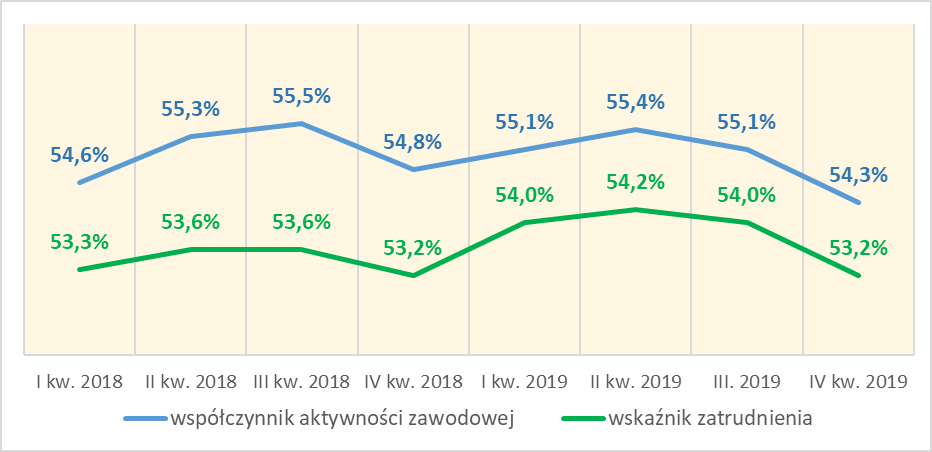 55,3% 55,5% 55,1% 55,4% 55,1%
54,6% 54,8% 54,3%
54,0% 54,2% 54,0%
53,3% 53,6% 53,6% 53,2% 53,2%
I kw. 2018 II kw. 2018 III kw. 2018 IV kw. 2018 I kw. 2019 II kw. 2019 III. 2019 IV kw. 2019
współczynnik aktywności zawodowej wskaźnik zatrudnienia